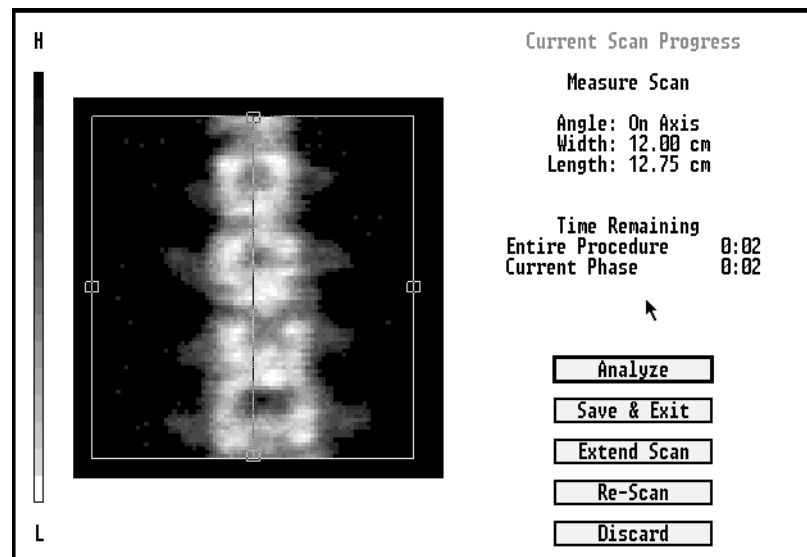 H
Current Scan Progress
Measure Scan
Angle: On Axis
Width: 12.00 cm
Length: 12.75 cm
Time Remaining
Entire Procedure 0:02
Current Phase 0:02
Analyze
Save & Exit
Extend Scan
Re-Scan
Discard
L